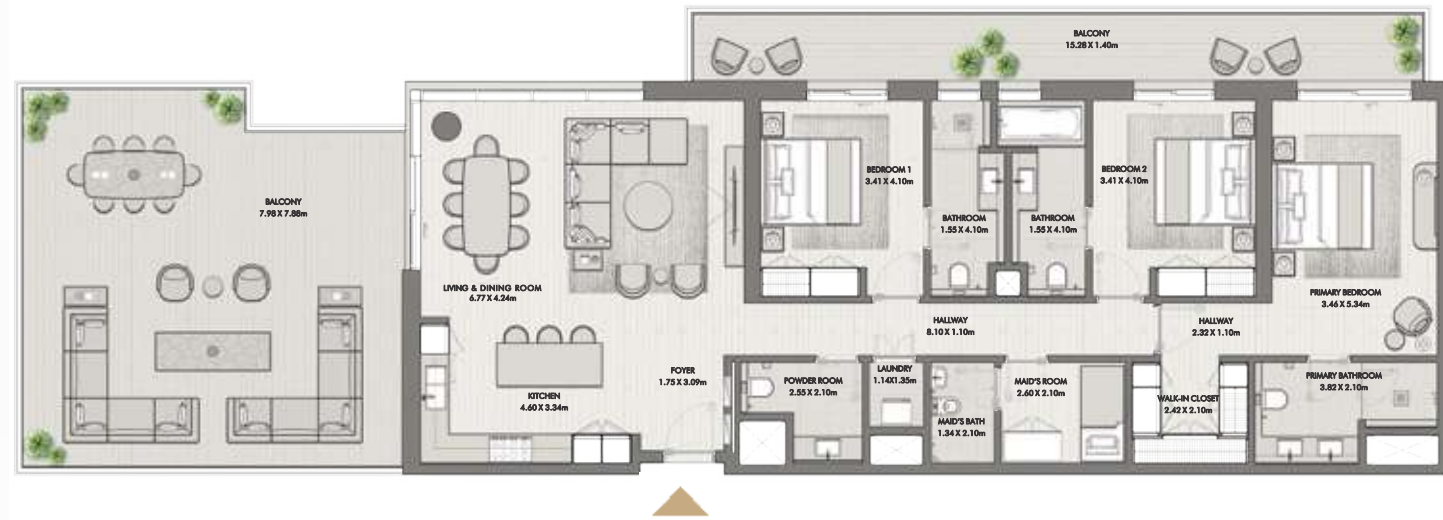 BALCONY
15.28 X 1.40m
BALCONY
7.98 X 7.88m
LIVING & DINING ROOM
6.77 X 4.24m
BEDROOM 1
3.41 X 4.10m
BATHROOM
1.55 X 4.10m
BATHROOM
1.55 X 4.10m
BEDROOM 2
3.41 X 4.10m
PRIMARY BEDROOM
3.46 X 5.34m
HALLWAY
8.10 X 1.10m
HALLWAY
2.32 X 1.10m
FOYER
1.75 X 3.09m
KITCHEN
4.60 X 3.34m
POWDER ROOM
2.55 X 2.10m
LAUNDRY
1.14X1.35m
MAID'S BATH
1.34 X 2.10m
MAID'S ROOM
2.60 X 2.10m
WALK-IN CLOSET
2.42 X 2.10m
PRIMARY BATHROOM
3.82 X 2.10m